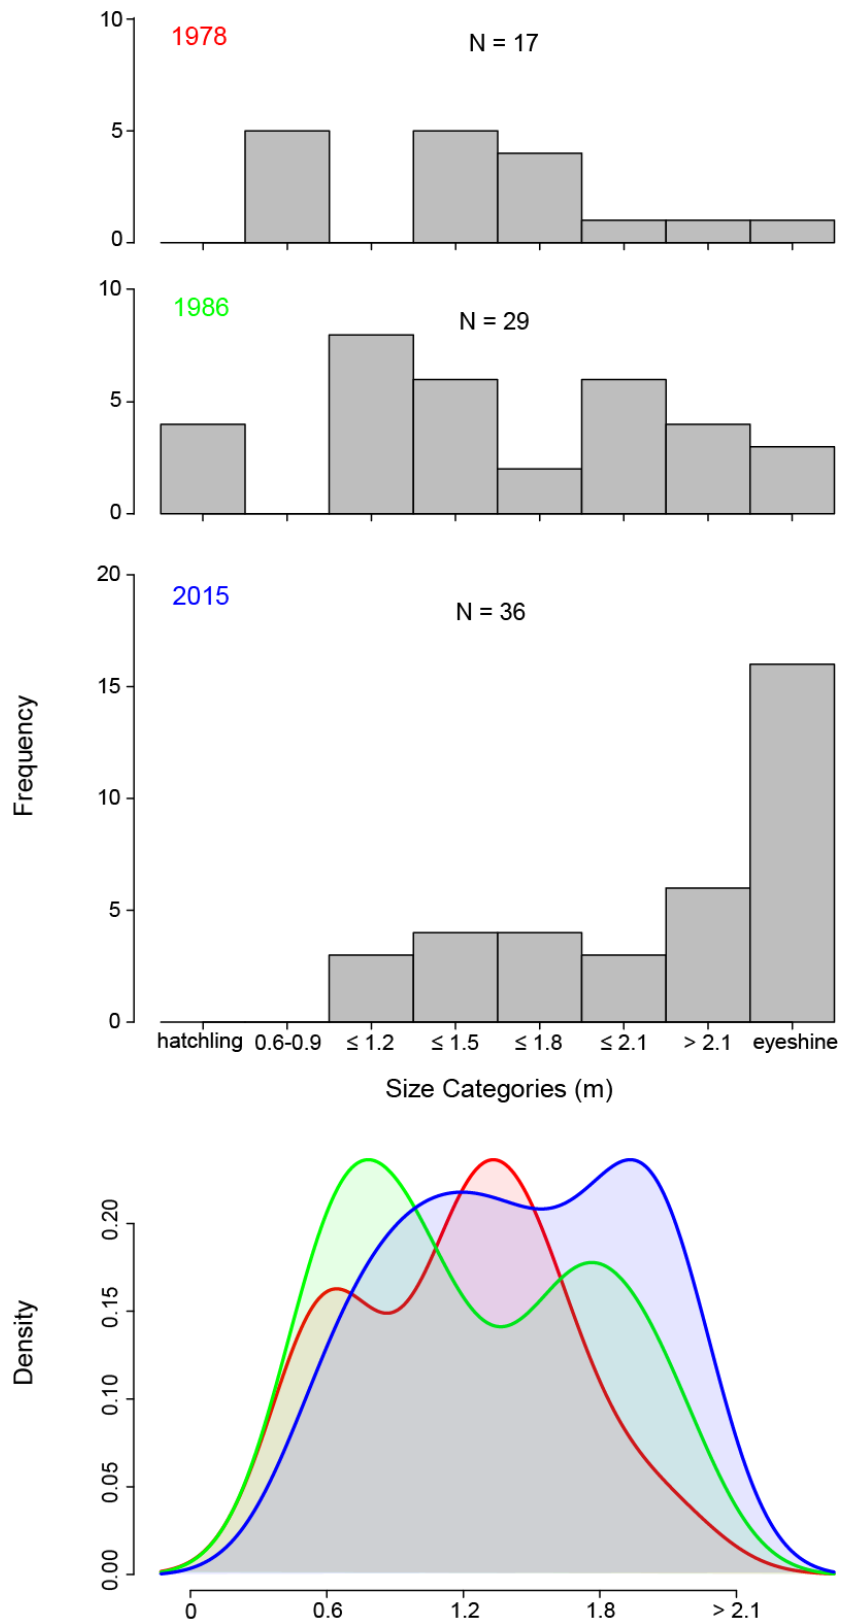 10
1978
N = 17
5
0
10
1986
N = 29
5
0
20
2015
N = 36
15
10
5
0
Frequency
hatchling 0.6-0.9 ≤ 1.2 ≤ 1.5 ≤ 1.8 ≤ 2.1 > 2.1 eyeshine
Size Categories (m)
0.20
0.15
0.10
0.05
0.00
Density
0 0.6 1.2 1.8 > 2.1